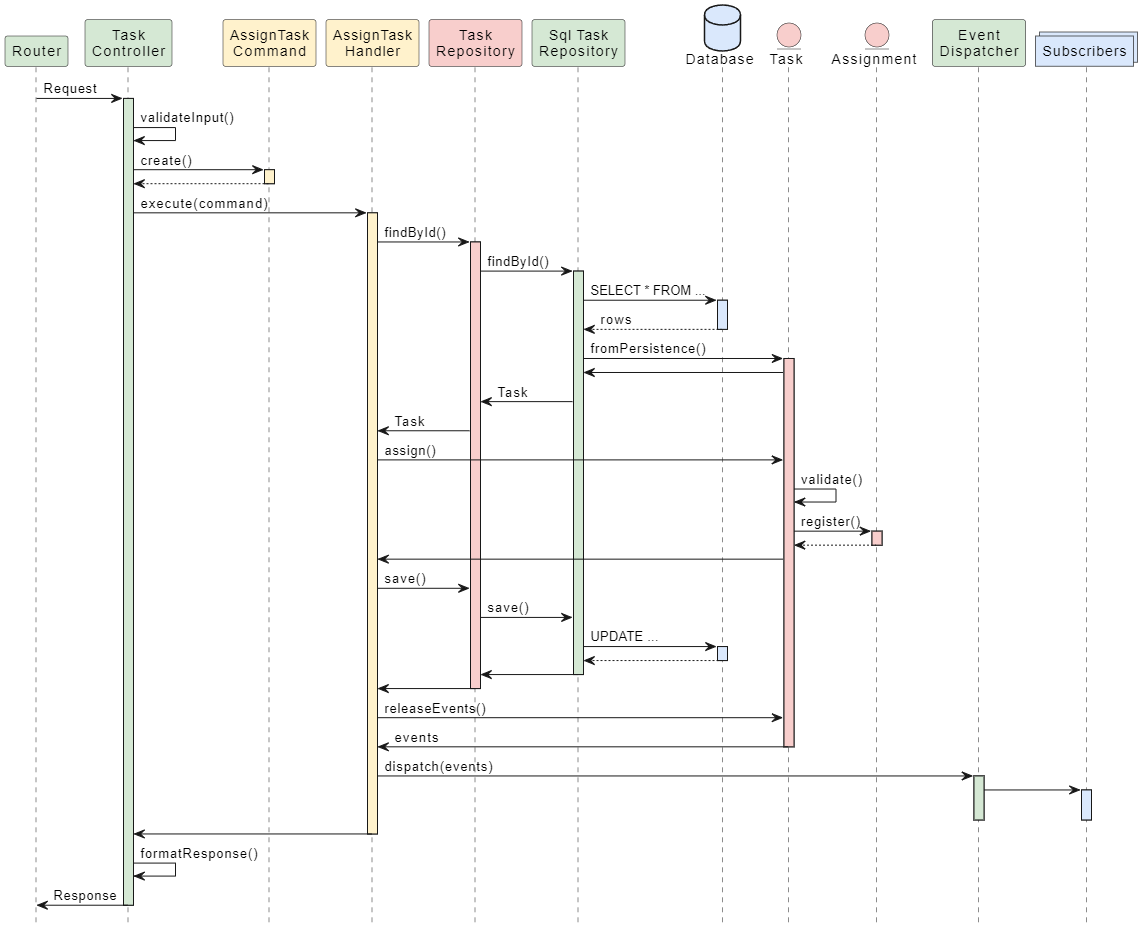 Router
Task
Controller
AssignTask
Command
AssignTask
Handler
Task
Repository
Sql Task
Repository
Database
Task
Assignment
Event
Dispatcher
Subscribers
Request
validateInput()
create()
execute(command)
findById()
findById()
SELECT * FROM ...
rows
fromPersistence()
Task
Task
assign()
validate()
register()
save()
save()
UPDATE ...
releaseEvents()
events
dispatch(events)
formatResponse()
Response